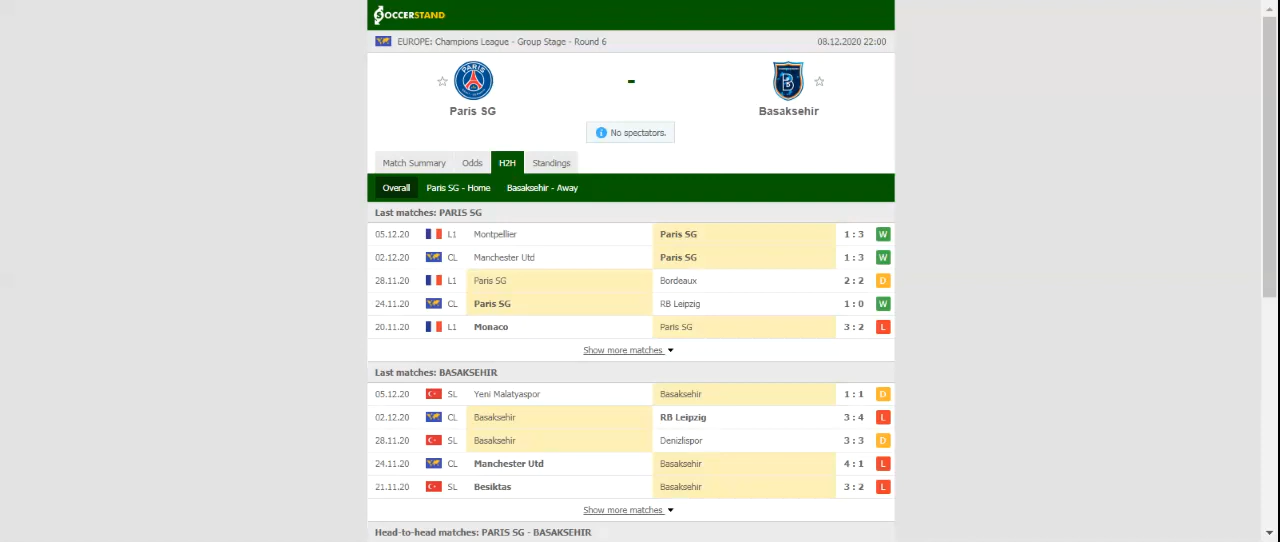 SOCCERSTAND
EUROPE: Champions League - Group Stage - Round 6 08.12.2020 22:00
PARIS
-
Paris SG Basaksehir
No spectators.
Match Summary Odds H2H Standings
Overall Paris SG - Home Basaksehir - Away
Last matches: PARIS SG
05.12.20 L1 Montpellier Paris SG 1 : 3 W
02.12.20 CL Manchester Utd Paris SG 1 : 3 W
28.11.20 L1 Paris SG Bordeaux 2 : 2 D
24.11.20 CL Paris SG RB Leipzig 1 : 0 W
20.11.20 L1 Monaco Paris SG 3 : 2 L
Show more matches
Last matches: BASAKSEHIR
05.12.20 SL Yeni Malatyaspor Basaksehir 1 : 1 D
02.12.20 CL Basaksehir RB Leipzig 3 : 4 L
28.11.20 SL Basaksehir Denizlispor 3 : 3 D
24.11.20 CL Manchester Utd Basaksehir 4 : 1 L
21.11.20 SL Besiktas Basaksehir 3 : 2 L
Show more matches
Head-to-head matches: PARIS SG - BASAKSEHIR